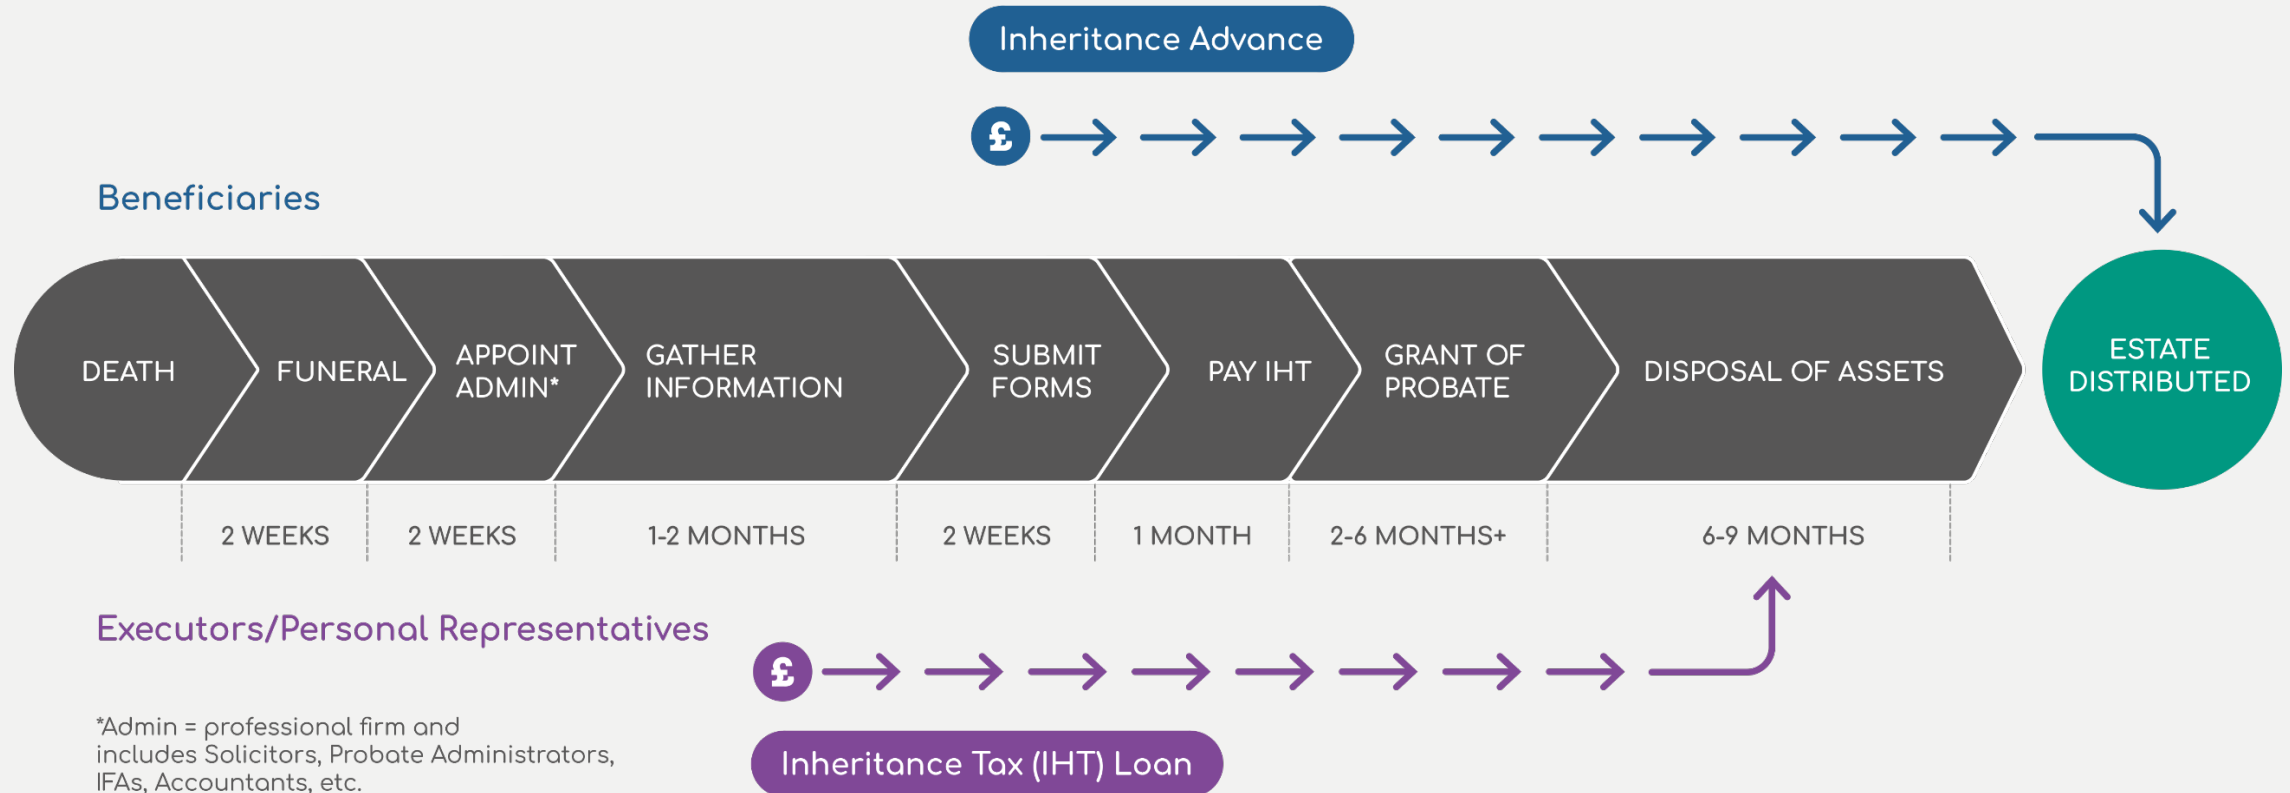 Inheritance Advance
£
Beneficiaries
DEATH
FUNERAL
APPOINT
ADMIN*
GATHER
INFORMATION
SUBMIT
FORMS
PAY IHT
GRANT OF
PROBATE
DISPOSAL OF ASSETS
ESTATE
DISTRIBUTED
2 WEEKS
2 WEEKS
1-2 MONTHS
2 WEEKS
1 MONTH
2-6 MONTHS+
6-9 MONTHS
Executors/Personal Representatives
£
Inheritance Tax (IHT) Loan
*Admin = professional firm and
includes Solicitors, Probate Administrators,
IFAs, Accountants, etc.